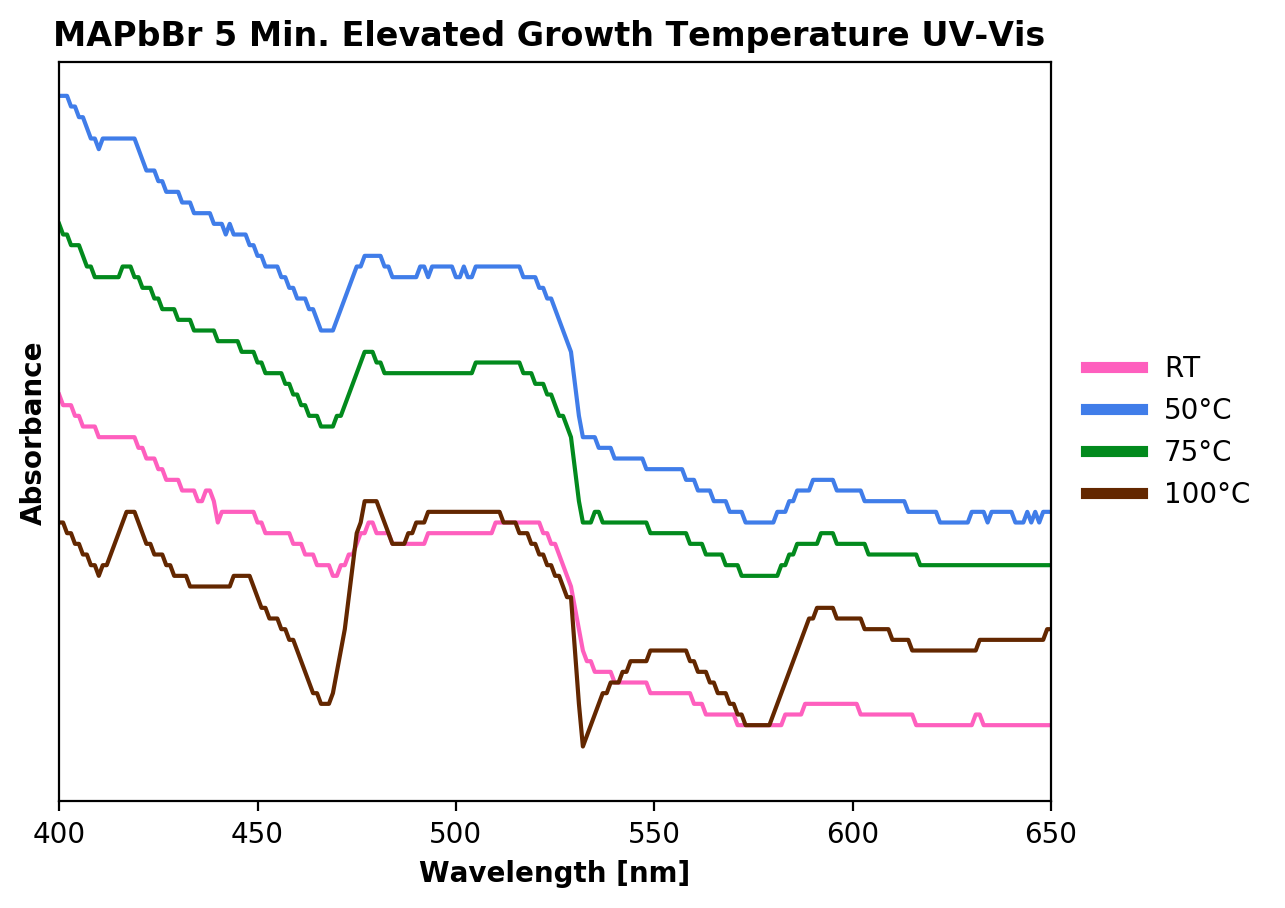 MAPbBr 5 Min. Elevated Growth Temperature UV-Vis
Absorbance
RT
50°C
75°C
100°C
400 450 500 550 600 650
Wavelength [nm]